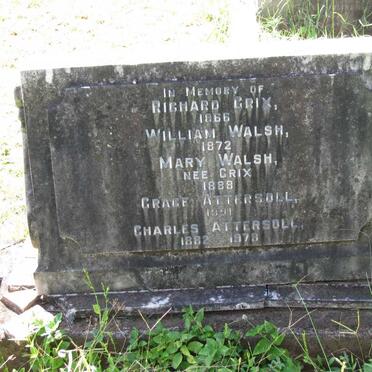 IN MEMORY OF
RICHARD CRIX,
1866
WILLIAM WALSH,
1872
MARY WALSH,
NEE CRIX
1888
GRACE ATTERSOLL,
1891
CHARLES ATTERSOLL,
1882 1978